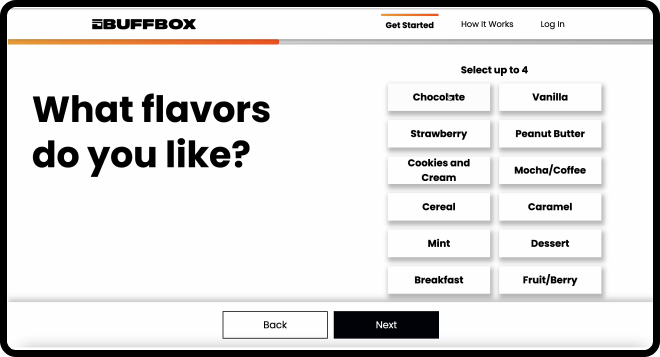 BUFFBOX
Get Started
How It Works
Log In
What flavors
do you like?
Select up to 4
Chocolate
Vanilla
Strawberry
Peanut Butter
Cookies and
Cream
Mocha/Coffee
Cereal
Caramel
Mint
Dessert
Breakfast
Fruit/Berry
Back
Next